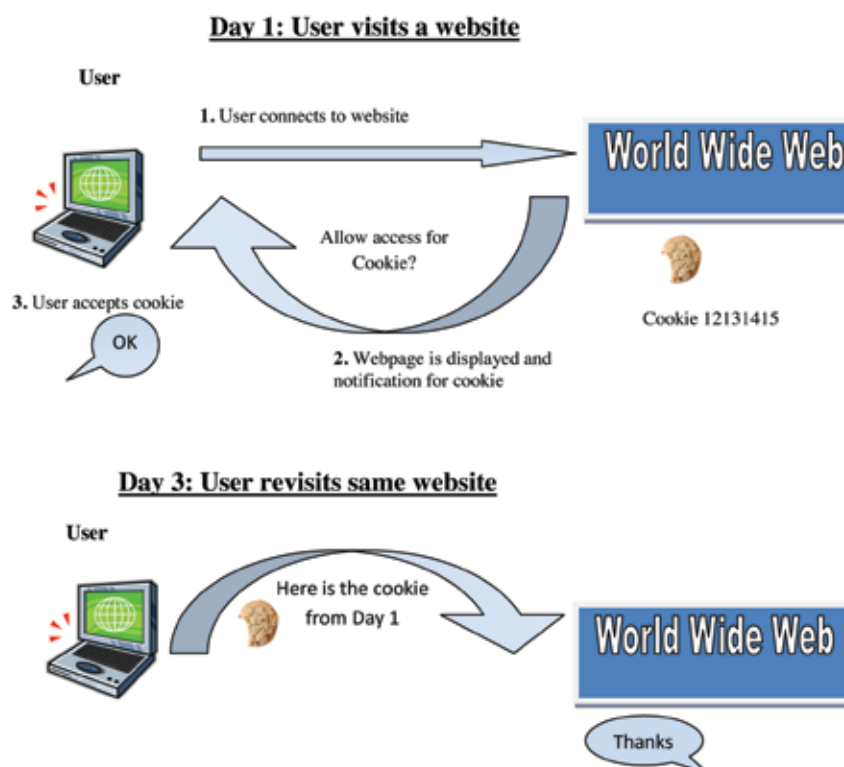 Day 1: User visits a website
User
1. User connects to website
World Wide Web
Allow access for
Cookie?
3. User accepts cookie
OK
Cookie 12131415
2. Webpage is displayed and
notification for cookie
Day 3: User revisits same website
User
Here is the cookie
from Day 1
World Wide Web
Thanks